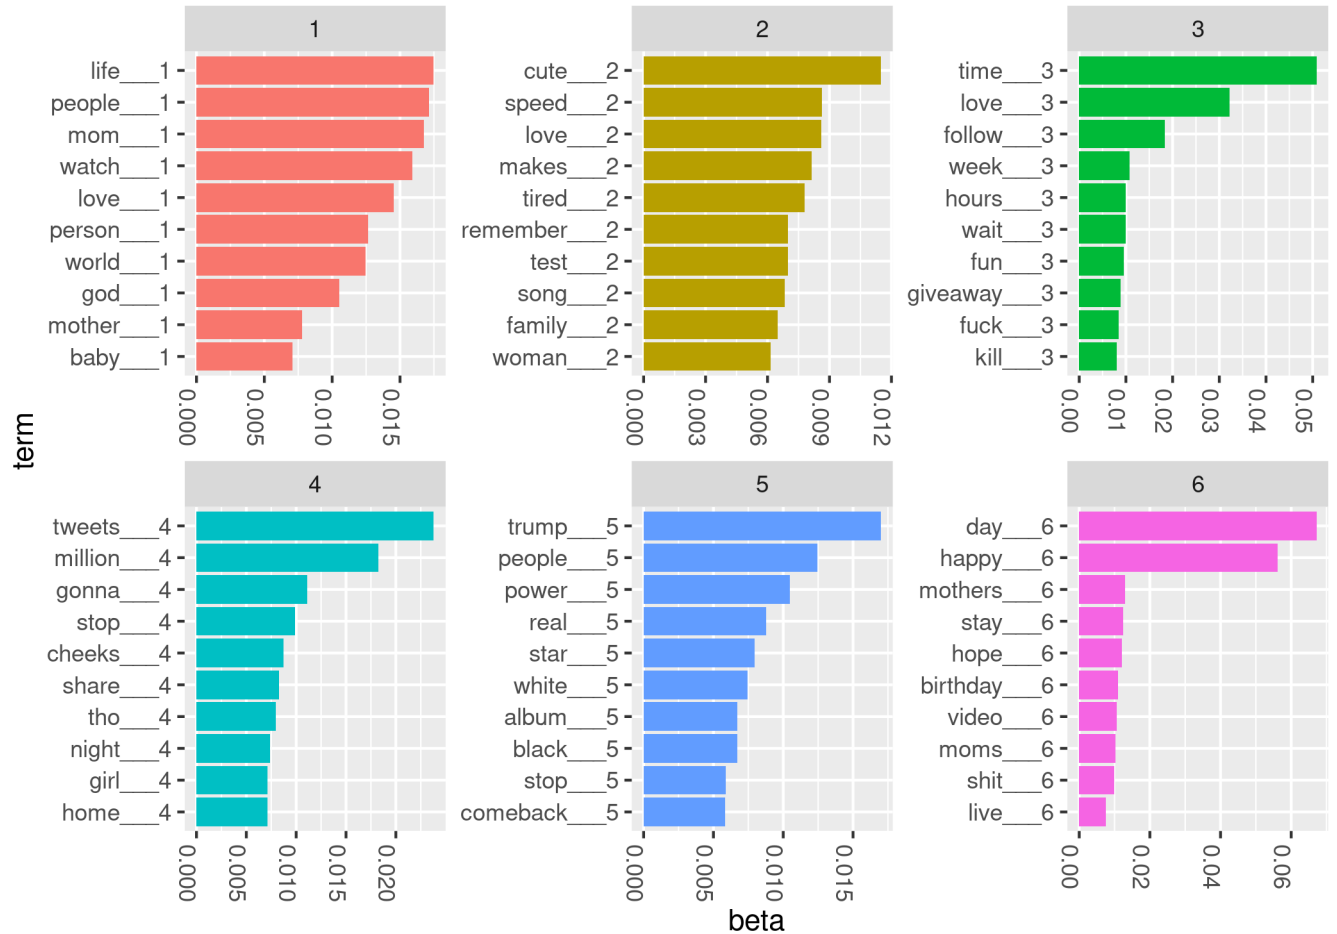 1
life___1
people___1
mom___1
watch___1
love___1
person___1
world___1
god___1
mother___1
baby___1
0.000
0.005
0.010
0.015
2
cute___2
speed___2
love___2
makes___2
tired___2
remember___2
test___2
song___2
family___2
woman___2
0.000
0.003
0.006
0.009
0.012
3
time___3
love___3
follow___3
week___3
hours___3
wait___3
fun___3
giveaway___3
fuck___3
kill___3
0.00
0.01
0.02
0.03
0.04
0.05
term
4
tweets___4
million___4
gonna___4
stop___4
cheeks___4
share___4
tho___4
night___4
girl___4
home___4
0.000
0.005
0.010
0.015
0.020
5
trump___5
people___5
power___5
real___5
star___5
white___5
album___5
black___5
stop___5
comeback___5
0.000
0.005
0.010
0.015
6
day___6
happy___6
mothers___6
stay___6
hope___6
birthday___6
video___6
moms___6
shit___6
live___6
0.00
0.02
0.04
0.06
beta